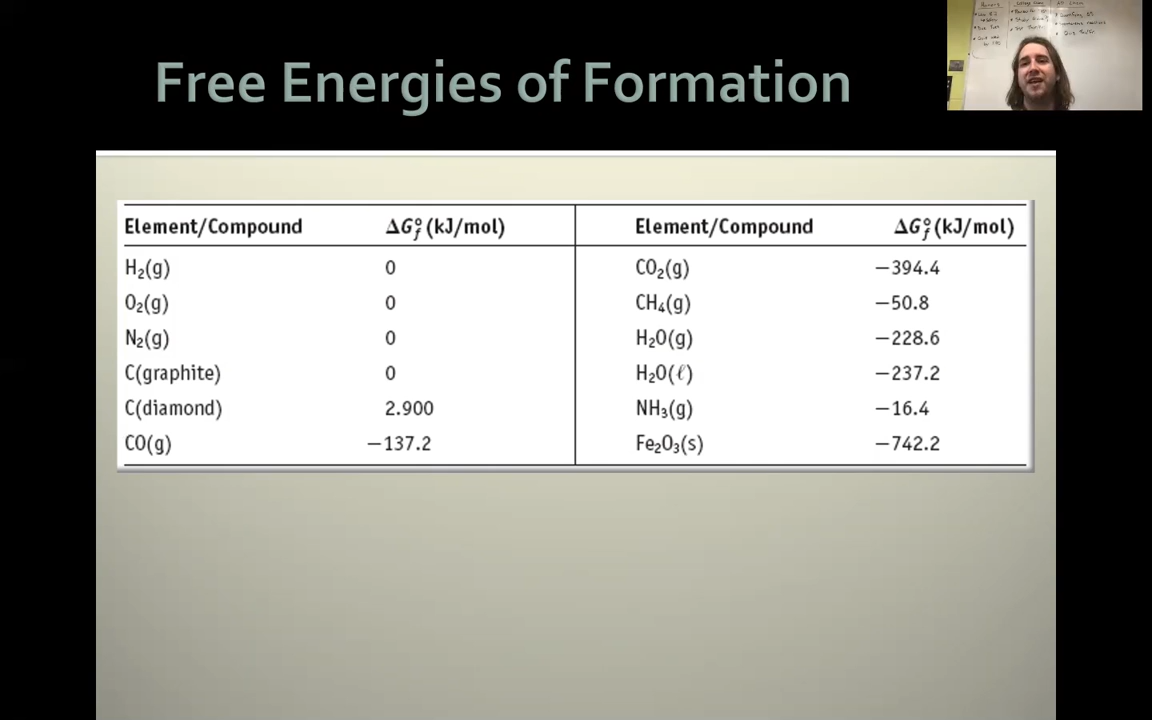 Free Energies of Formation
Element/Compound ΔG°f (kJ/mol) Element/Compound ΔG°f (kJ/mol)
H₂(g) 0 CO₂(g) −394.4
O₂(g) 0 CH₄(g) −50.8
N₂(g) 0 H₂O(g) −228.6
C(graphite) 0 H₂O(ℓ) −237.2
C(diamond) 2.900 NH₃(g) −16.4
CO(g) −137.2 Fe₂O₃(s) −742.2